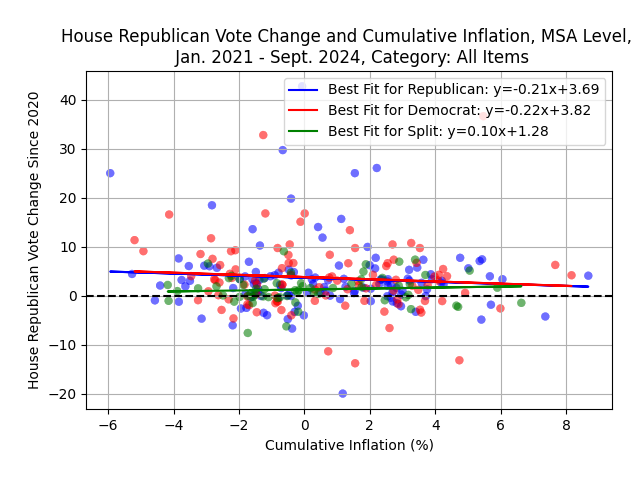 House Republican Vote Change and Cumulative Inflation, MSA Level,
Jan. 2021 - Sept. 2024, Category: All Items
Best Fit for Republican: y=-0.21x+3.69
Best Fit for Democrat: y=-0.22x+3.82
Best Fit for Split: y=0.10x+1.28
House Republican Vote Change Since 2020
40
30
20
10
0
−10
−20
−6 −4 −2 0 2 4 6 8
Cumulative Inflation (%)